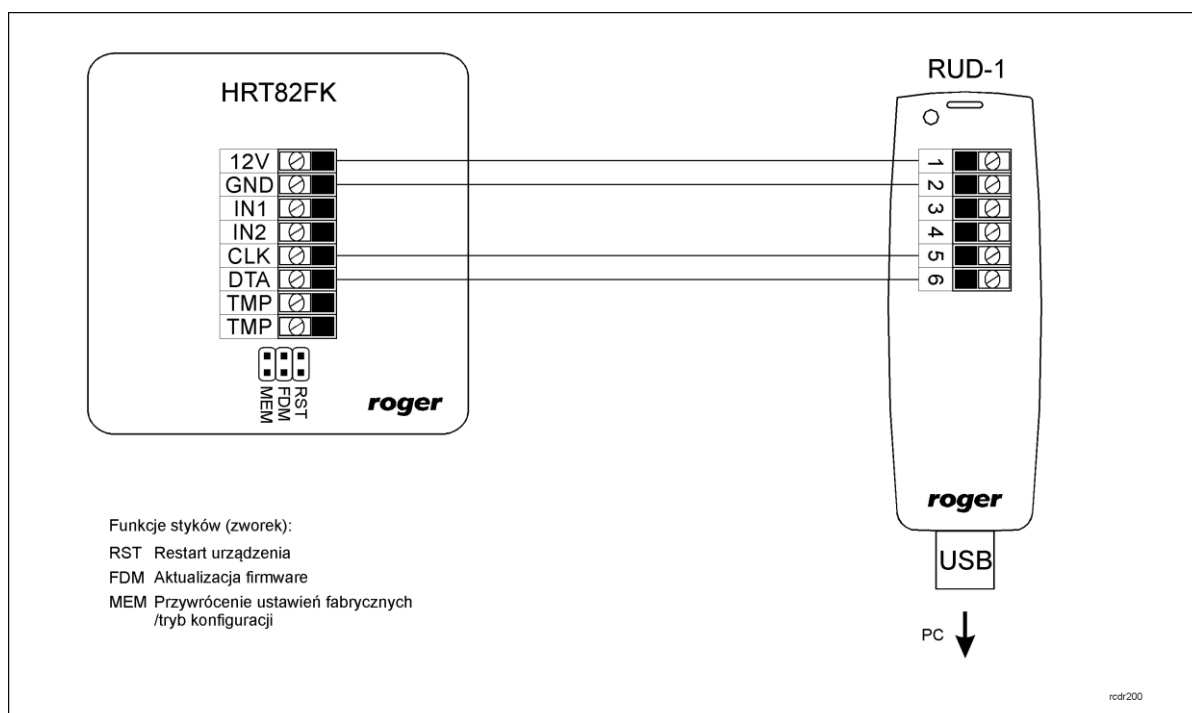 HRT82FK
12V
GND
IN1
IN2
CLK
DTA
TMP
TMP
MEM
FDM
RST
roger
RUD-1
1
2
3
4
5
6
roger
USB
PC
Funkcje styków (zworek):
RST Restart urządzenia
FDM Aktualizacja firmware
MEM Przywrócenie ustawień fabrycznych
/tryb konfiguracji
rcdr200